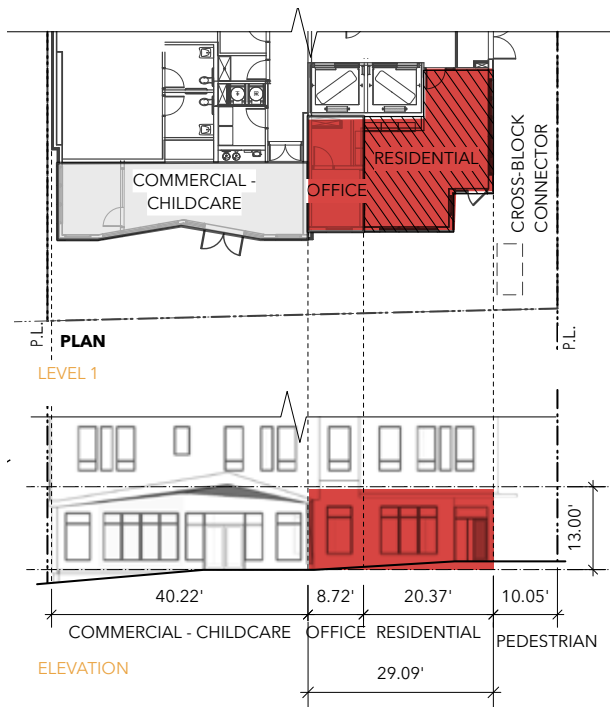 COMMERCIAL -
CHILDCARE
OFFICE
RESIDENTIAL
CROSS-BLOCK
CONNECTOR
P.L.
PLAN
P.L.
LEVEL 1
13.00'
40.22'
8.72'
20.37'
10.05'
COMMERCIAL - CHILDCARE
OFFICE
RESIDENTIAL
PEDESTRIAN
ELEVATION
29.09'